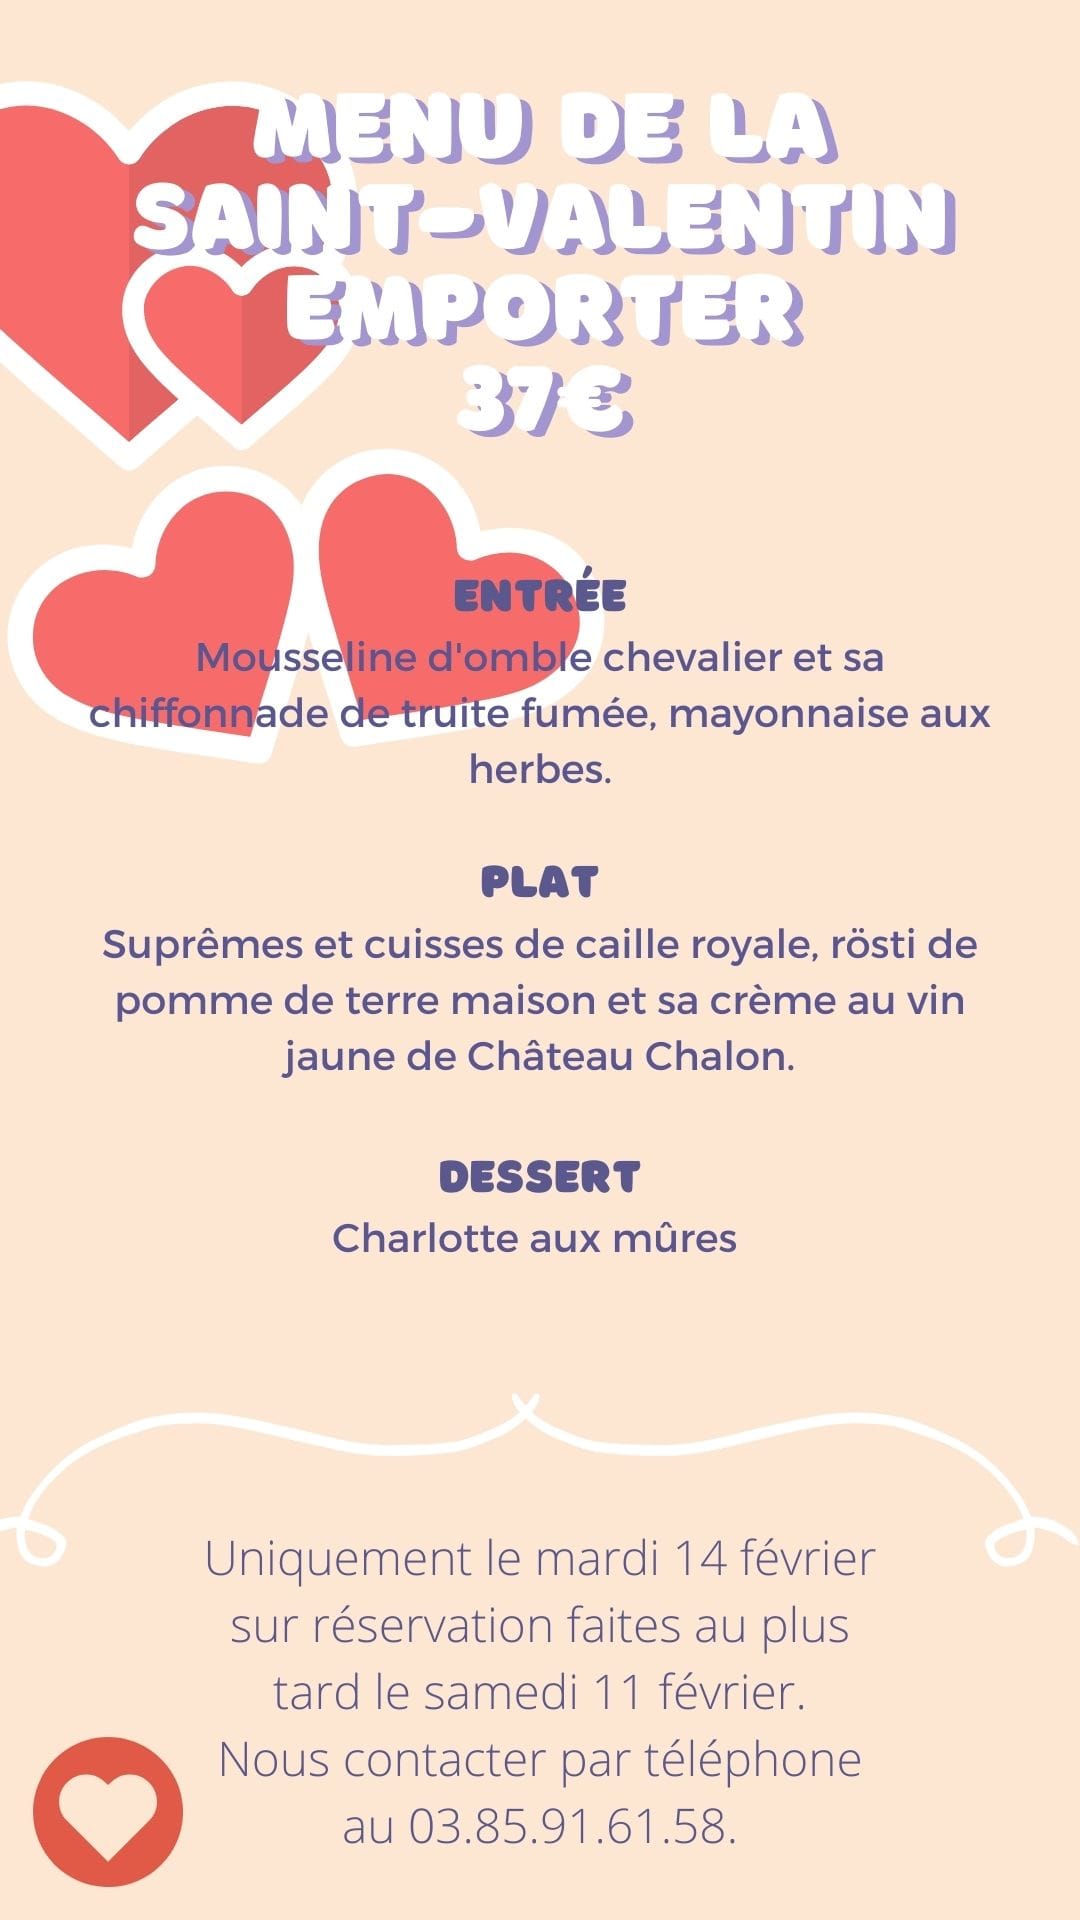 MENU DE LA
SAINT-VALENTIN
EMPORTER
37€
ENTRÉE
Mousseline d'omble chevalier et sa
chiffonnade de truite fumée, mayonnaise aux
herbes.
PLAT
Suprêmes et cuisses de caille royale, rösti de
pomme de terre maison et sa crème au vin
jaune de Château Chalon.
DESSERT
Charlotte aux mûres
Uniquement le mardi 14 février
sur réservation faites au plus
tard le samedi 11 février.
Nous contacter par téléphone
au 03.85.91.61.58.